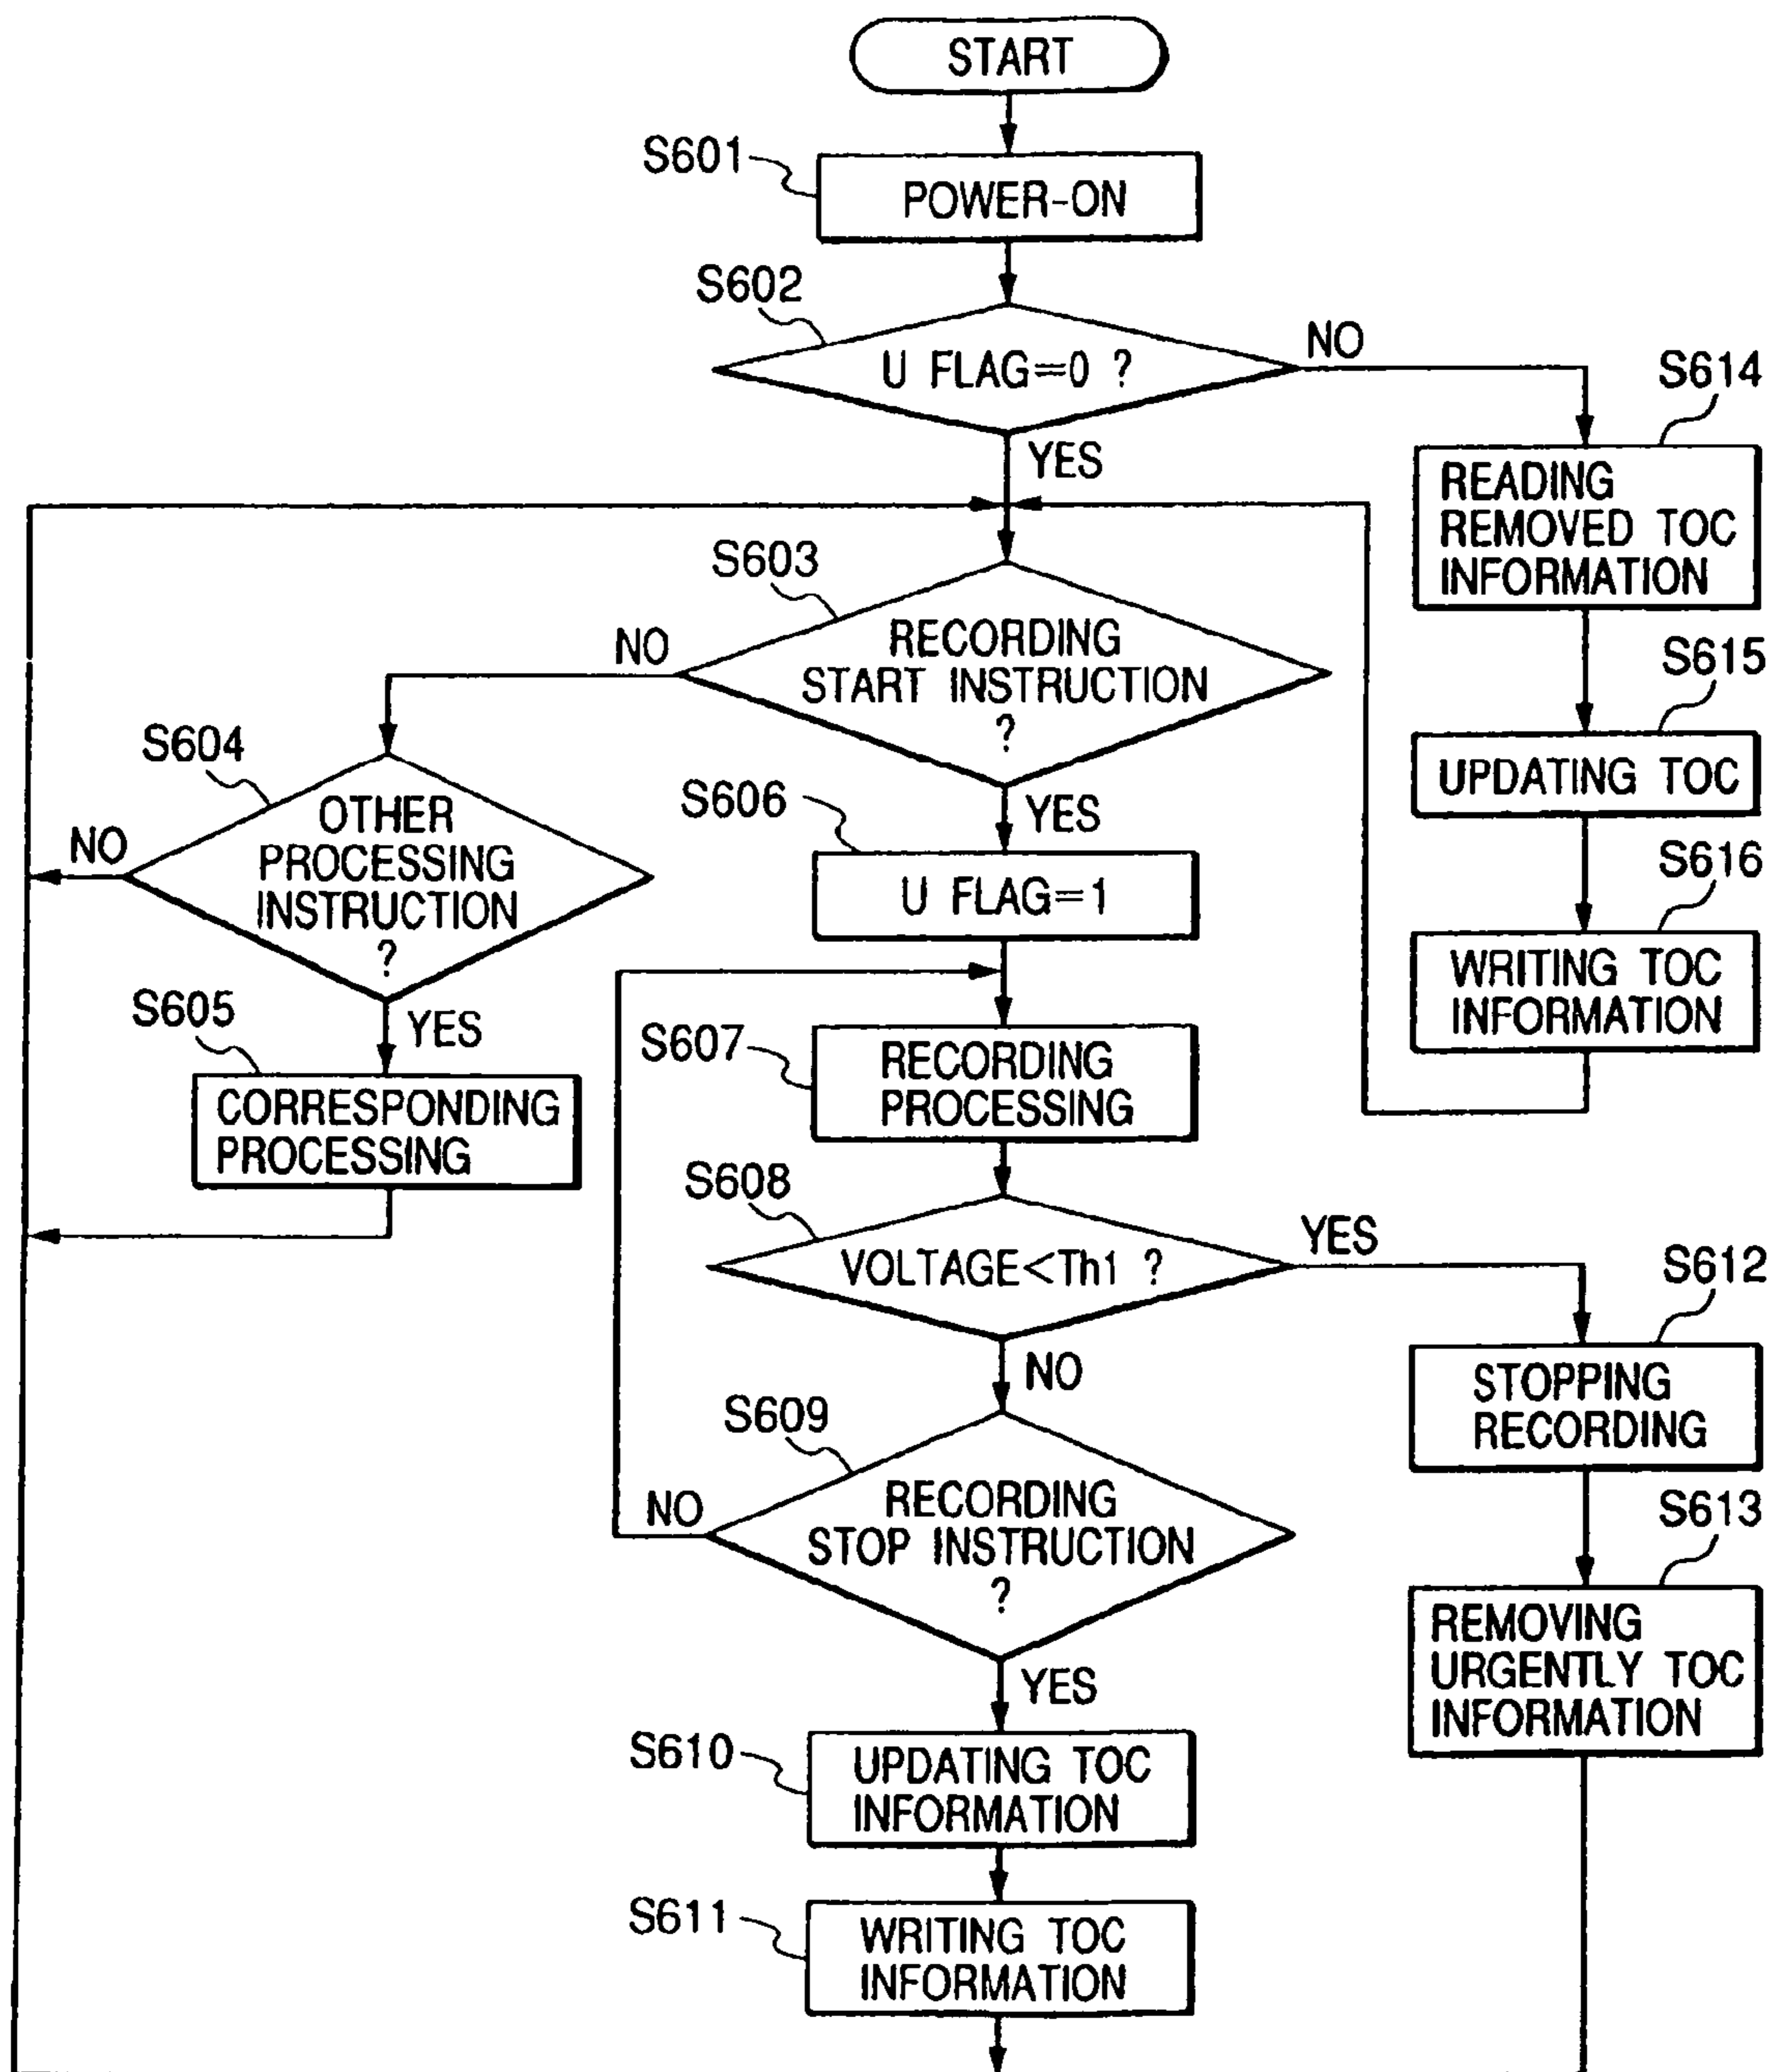 START
S601
POWER-ON
S602
U FLAG=0 ?
NO
S614
YES
READING
REMOVED TOC
INFORMATION
S603
RECORDING
START INSTRUCTION
?
NO
S615
UPDATING TOC
S604
OTHER
PROCESSING
INSTRUCTION
?
NO
S606
YES
U FLAG=1
S616
WRITING TOC
INFORMATION
S605
YES
CORRESPONDING
PROCESSING
S607
RECORDING
PROCESSING
S608
VOLTAGE<Th1 ?
YES
S612
NO
STOPPING
RECORDING
S609
RECORDING
STOP INSTRUCTION
?
NO
S613
REMOVING
URGENTLY TOC
INFORMATION
YES
S610
UPDATING TOC
INFORMATION
S611
WRITING TOC
INFORMATION